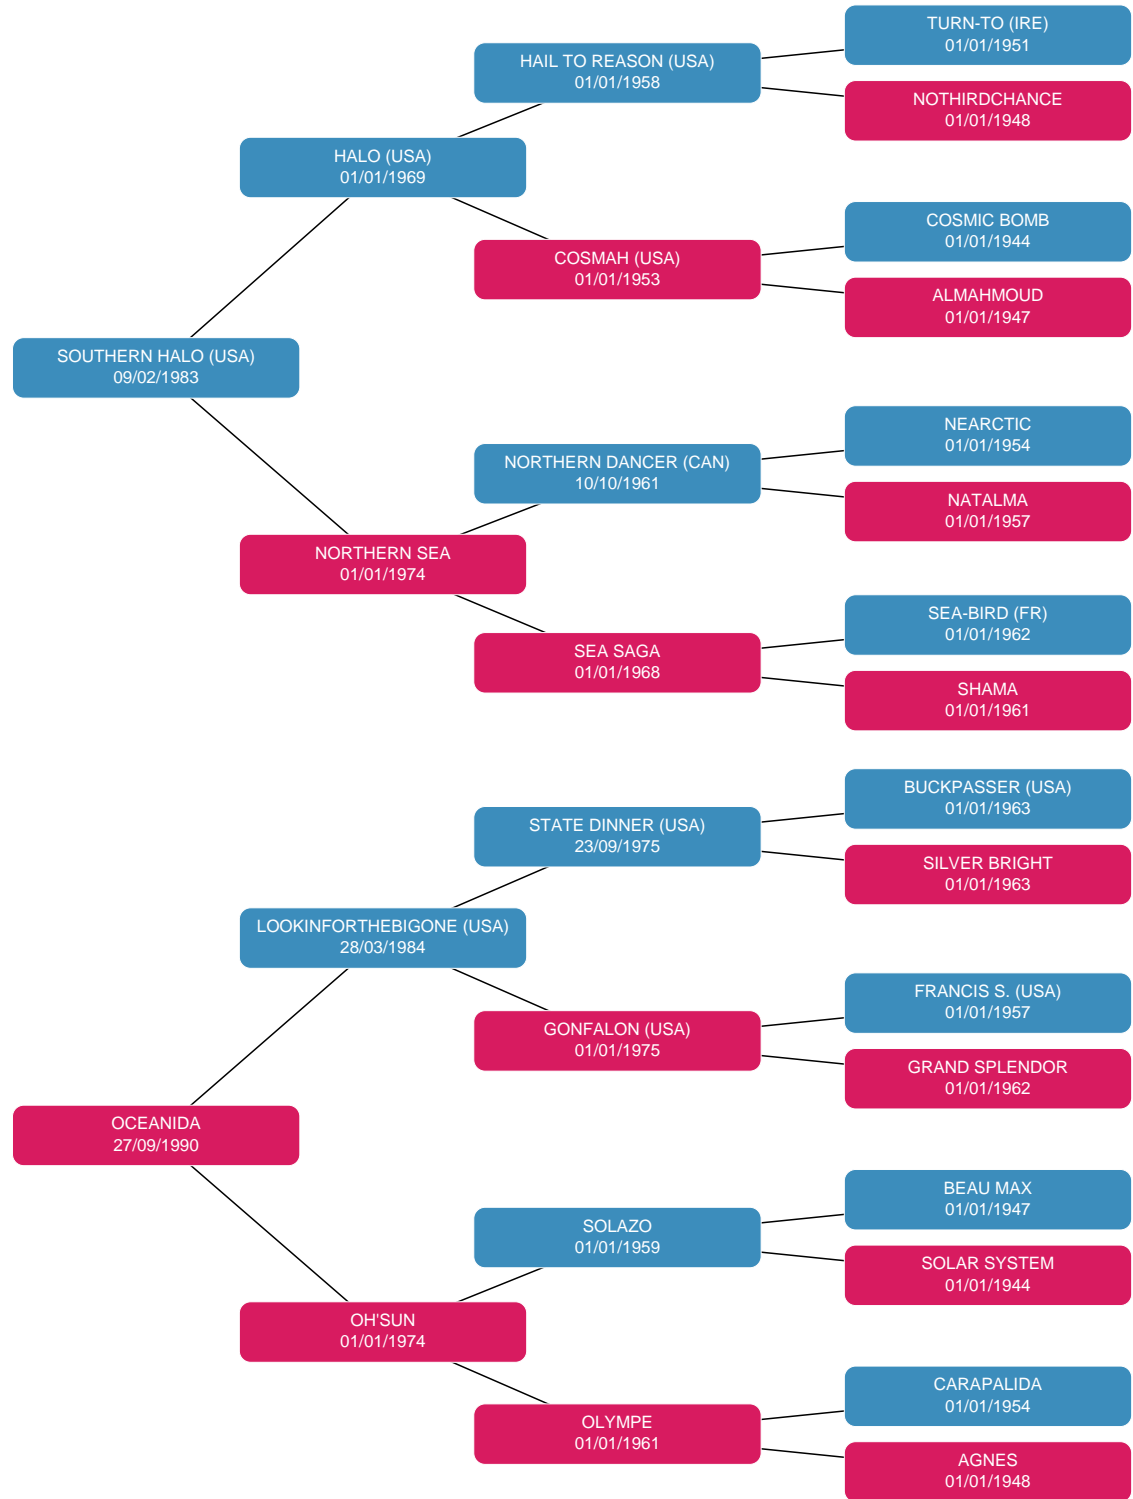 TURN-TO (IRE)
01/01/1951
HAIL TO REASON (USA)
01/01/1958
NOTHIRDCHANCE
01/01/1948
HALO (USA)
01/01/1969
COSMIC BOMB
01/01/1944
COSMAH (USA)
01/01/1953
ALMAHMOUD
01/01/1947
SOUTHERN HALO (USA)
09/02/1983
NEARCTIC
01/01/1954
NORTHERN DANCER (CAN)
10/10/1961
NATALMA
01/01/1957
NORTHERN SEA
01/01/1974
SEA-BIRD (FR)
01/01/1962
SEA SAGA
01/01/1968
SHAMA
01/01/1961
BUCKPASSER (USA)
01/01/1963
STATE DINNER (USA)
23/09/1975
SILVER BRIGHT
01/01/1963
LOOKINFORTHEBIGONE (USA)
28/03/1984
FRANCIS S. (USA)
01/01/1957
GONFALON (USA)
01/01/1975
GRAND SPLENDOR
01/01/1962
OCEANIDA
27/09/1990
BEAU MAX
01/01/1947
SOLAZO
01/01/1959
SOLAR SYSTEM
01/01/1944
OH'SUN
01/01/1974
CARAPALIDA
01/01/1954
OLYMPE
01/01/1961
AGNES
01/01/1948